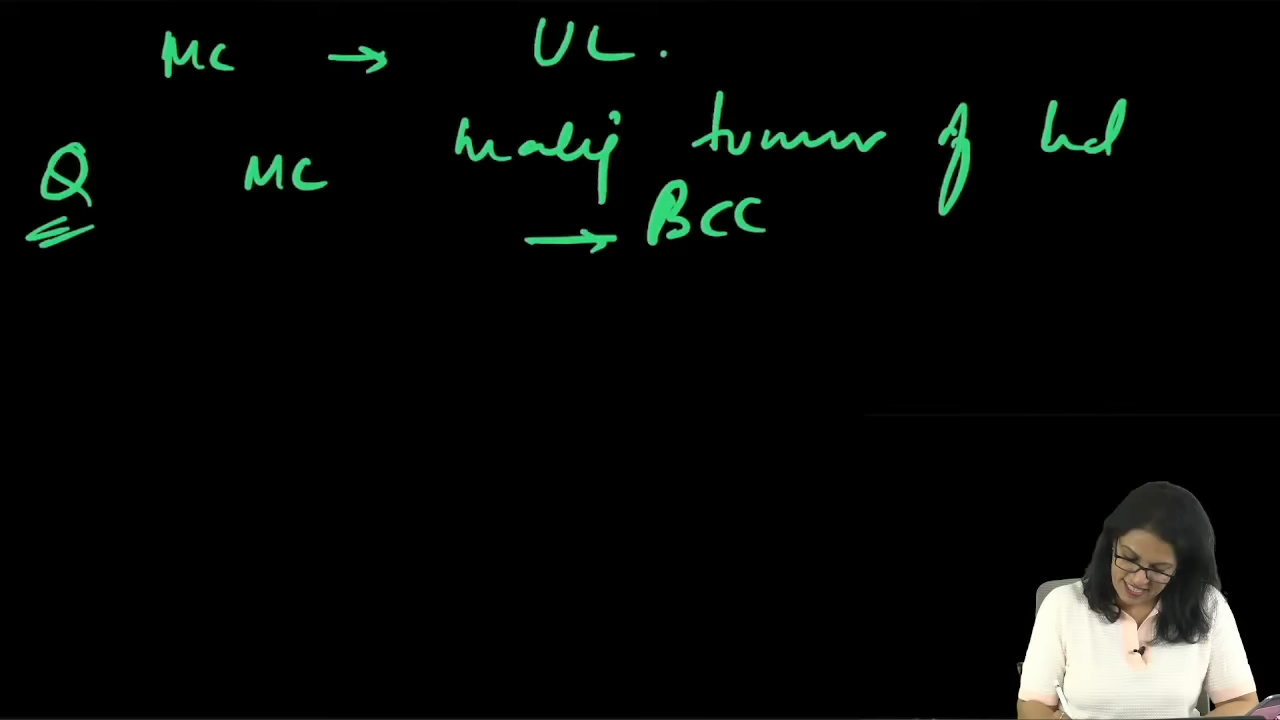 MC → UL.
Q MC malig tumor of lid
→ BCC